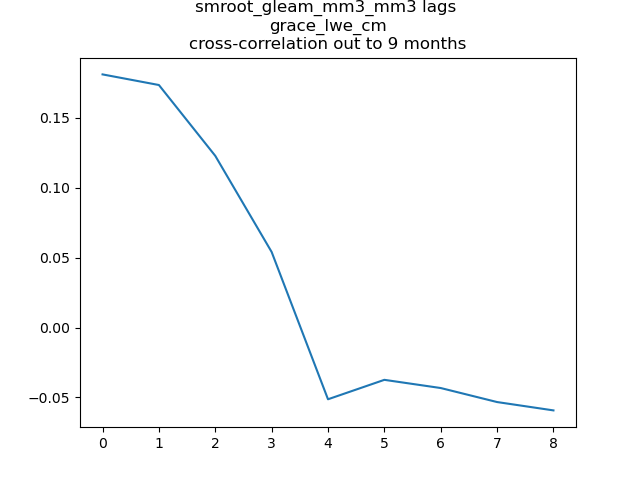 smroot_gleam_mm3_mm3 lags
grace_lwe_cm
cross-correlation out to 9 months
0.15
0.10
0.05
0.00
−0.05
0 1 2 3 4 5 6 7 8